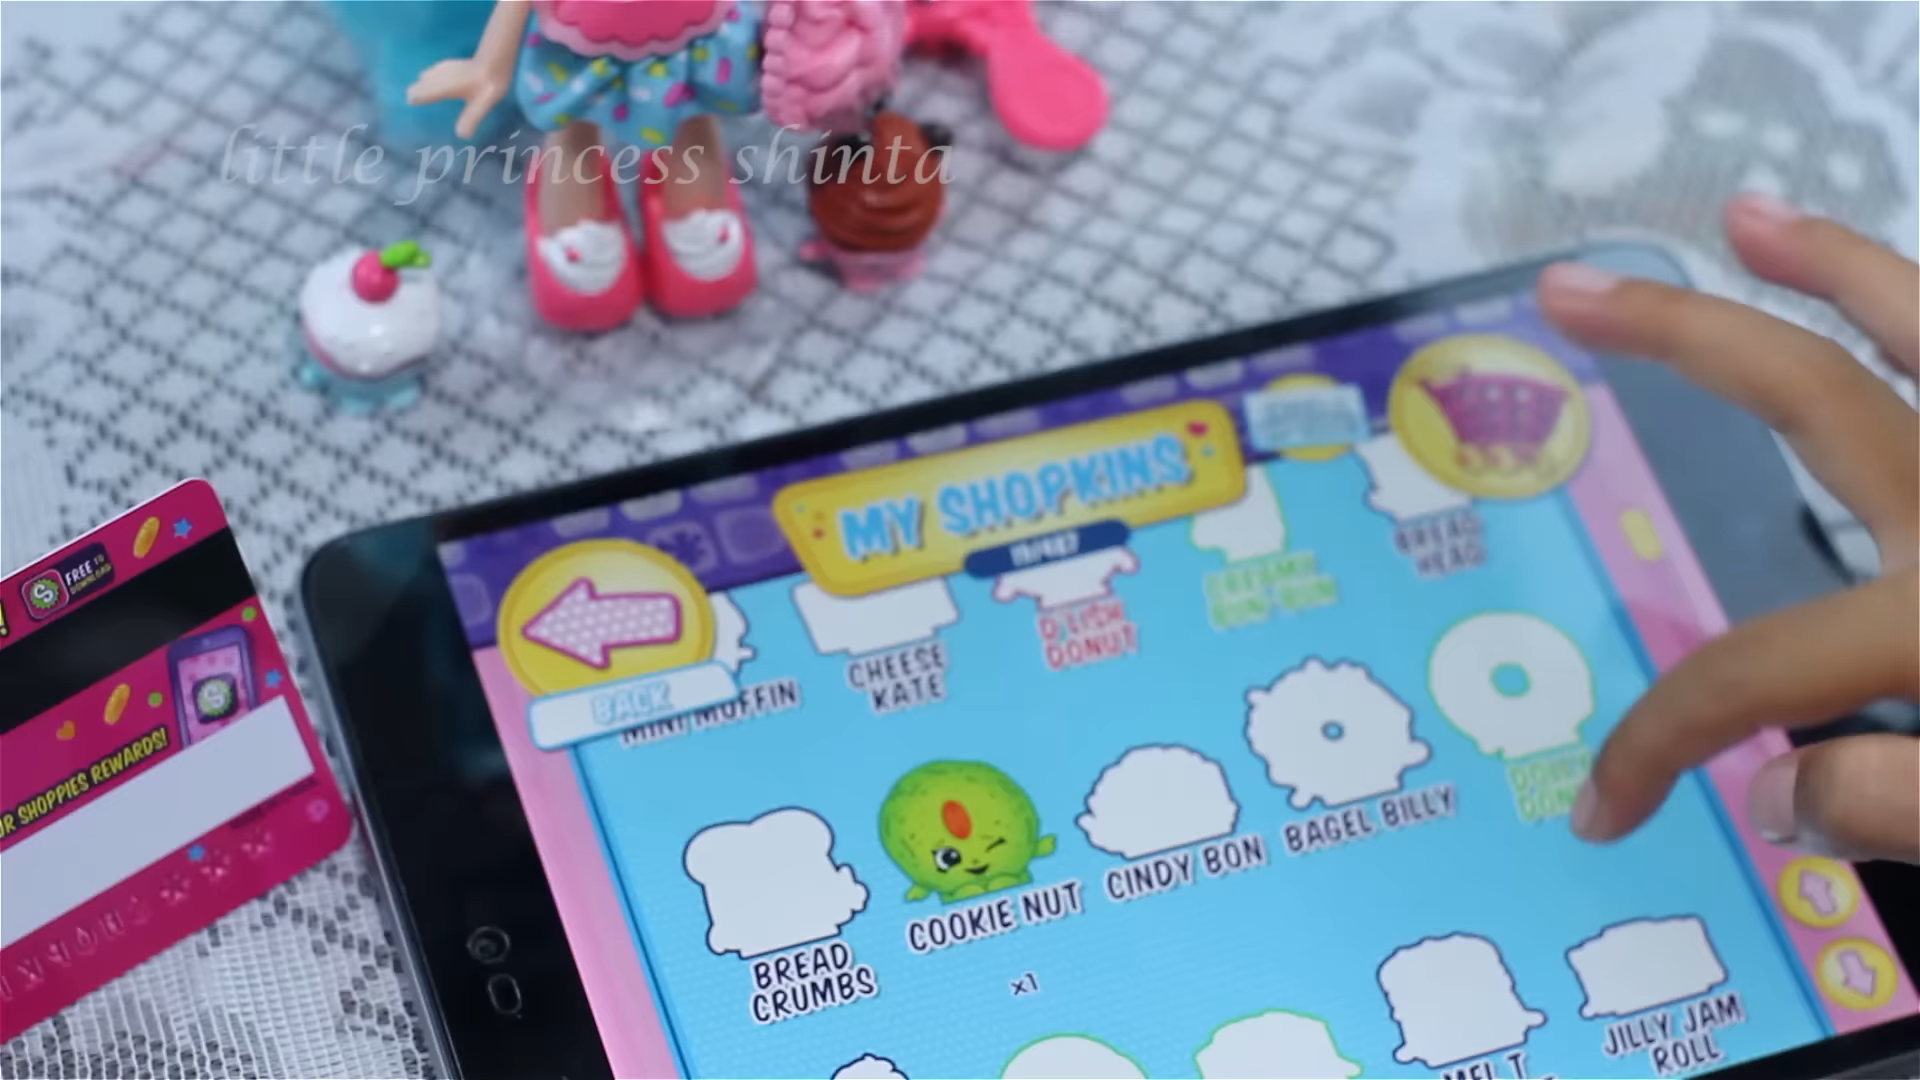 little princess shinta
MY SHOPKINS
BREAD
HEAD
D'LISH
DONUT
CHEESE
KATE
BACK
MINI MUFFIN
FREE TO
DOWNLOAD
R SHOPPIES REWARDS!
BAGEL BILLY
CINDY BON
COOKIE NUT
x1
BREAD
CRUMBS
JILLY JAM
ROLL